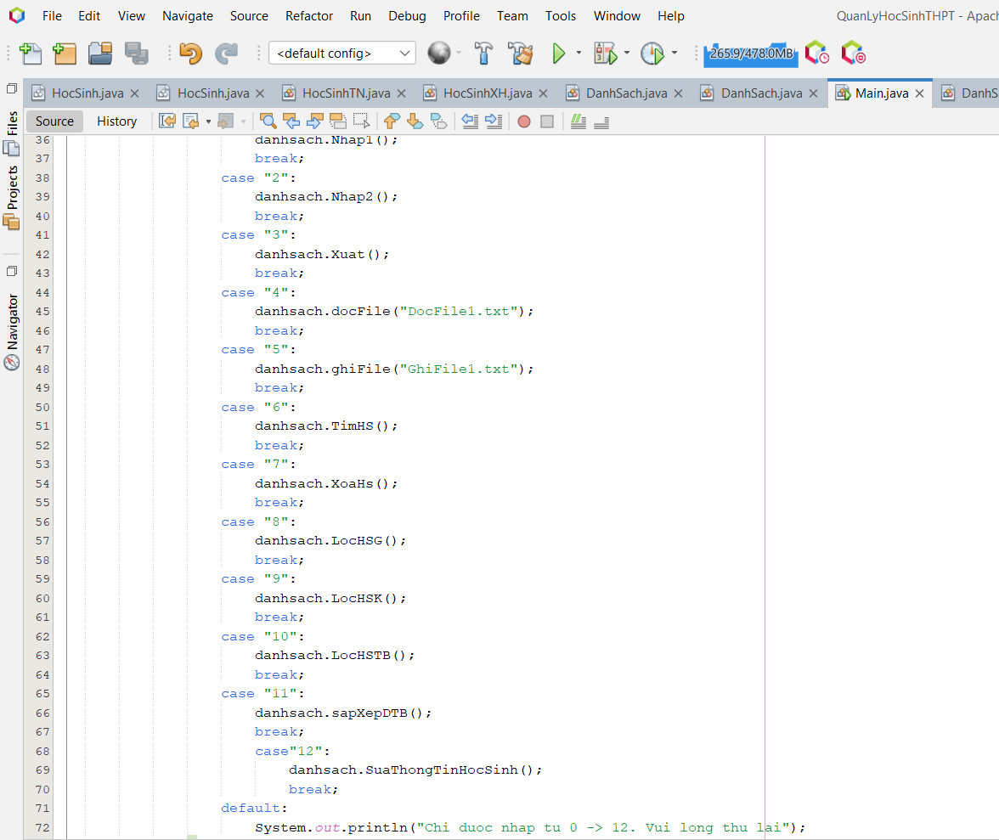 File Edit View Navigate Source Refactor Run Debug Profile Team Tools Window Help QuanLyHocSinhTHPT - Apach
<default config> 265.9/478.0MB
HocSinh.java HocSinh.java HocSinhTN.java HocSinhXH.java DanhSach.java DanhSach.java Main.java DanhS
Source History
Files
Projects
Navigator
36 danhsach.Nhap1();
37 break;
38 case "2":
39 danhsach.Nhap2();
40 break;
41 case "3":
42 danhsach.Xuat();
43 break;
44 case "4":
45 danhsach.docFile("DocFile1.txt");
46 break;
47 case "5":
48 danhsach.ghiFile("GhiFile1.txt");
49 break;
50 case "6":
51 danhsach.TimHS();
52 break;
53 case "7":
54 danhsach.XoaHs();
55 break;
56 case "8":
57 danhsach.LocHSG();
58 break;
59 case "9":
60 danhsach.LocHSK();
61 break;
62 case "10":
63 danhsach.LocHSTB();
64 break;
65 case "11":
66 danhsach.sapXepDTB();
67 break;
68 case"12":
69 danhsach.SuaThongTinHocSinh();
70 break;
71 default:
72 System.out.println("Chi duoc nhap tu 0 -> 12. Vui long thu lai");